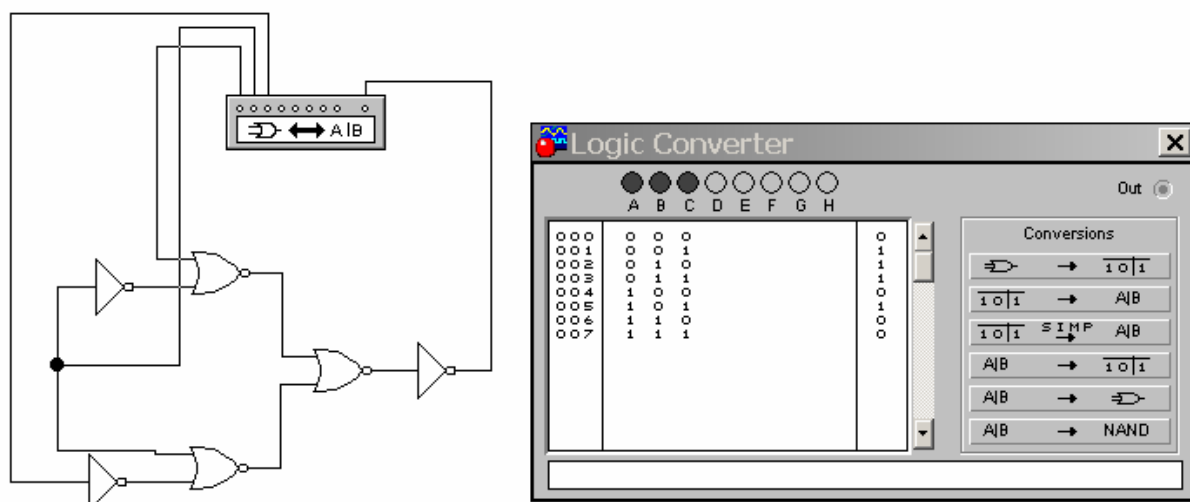 A|B
Logic Converter
Out
A B C D E F G H
000 0 0 0 0
001 0 0 1 1
002 0 1 0 1
003 0 1 1 1
004 1 0 0 0
005 1 0 1 1
006 1 1 0 0
007 1 1 1 0
Conversions
→ 1 0|1
1 0|1 → A|B
1 0|1 SIMP → A|B
A|B → 1 0|1
A|B →
A|B → NAND